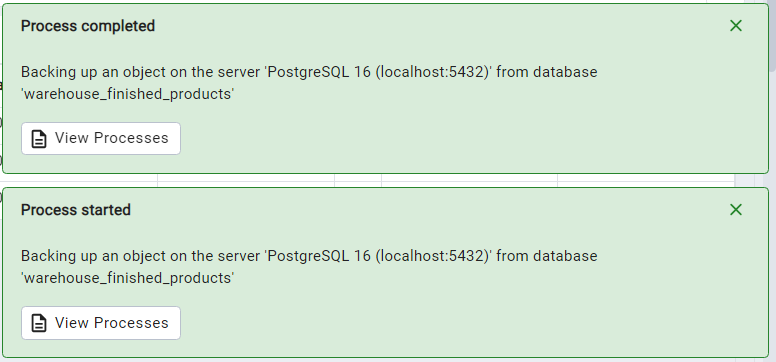 Process completed
Backing up an object on the server 'PostgreSQL 16 (localhost:5432)' from database
'warehouse_finished_products'
View Processes
Process started
Backing up an object on the server 'PostgreSQL 16 (localhost:5432)' from database
'warehouse_finished_products'
View Processes